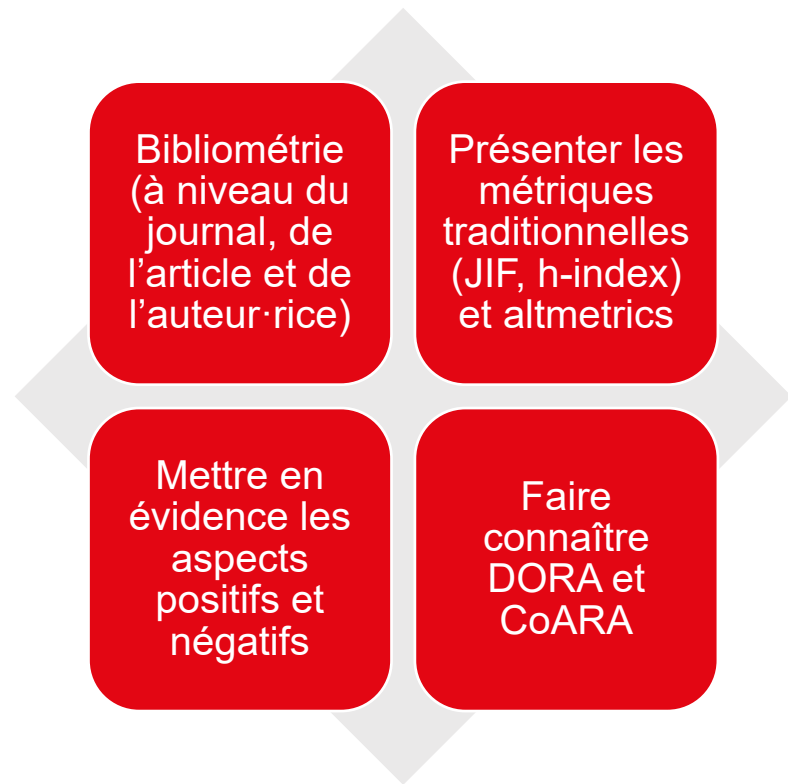 Bibliométrie
(à niveau du
journal, de
l’article et de
l’auteur·rice)
Présenter les
métriques
traditionnelles
(JIF, h-index)
et altmetrics
Mettre en
évidence les
aspects
positifs et
négatifs
Faire
connaître
DORA et
CoARA